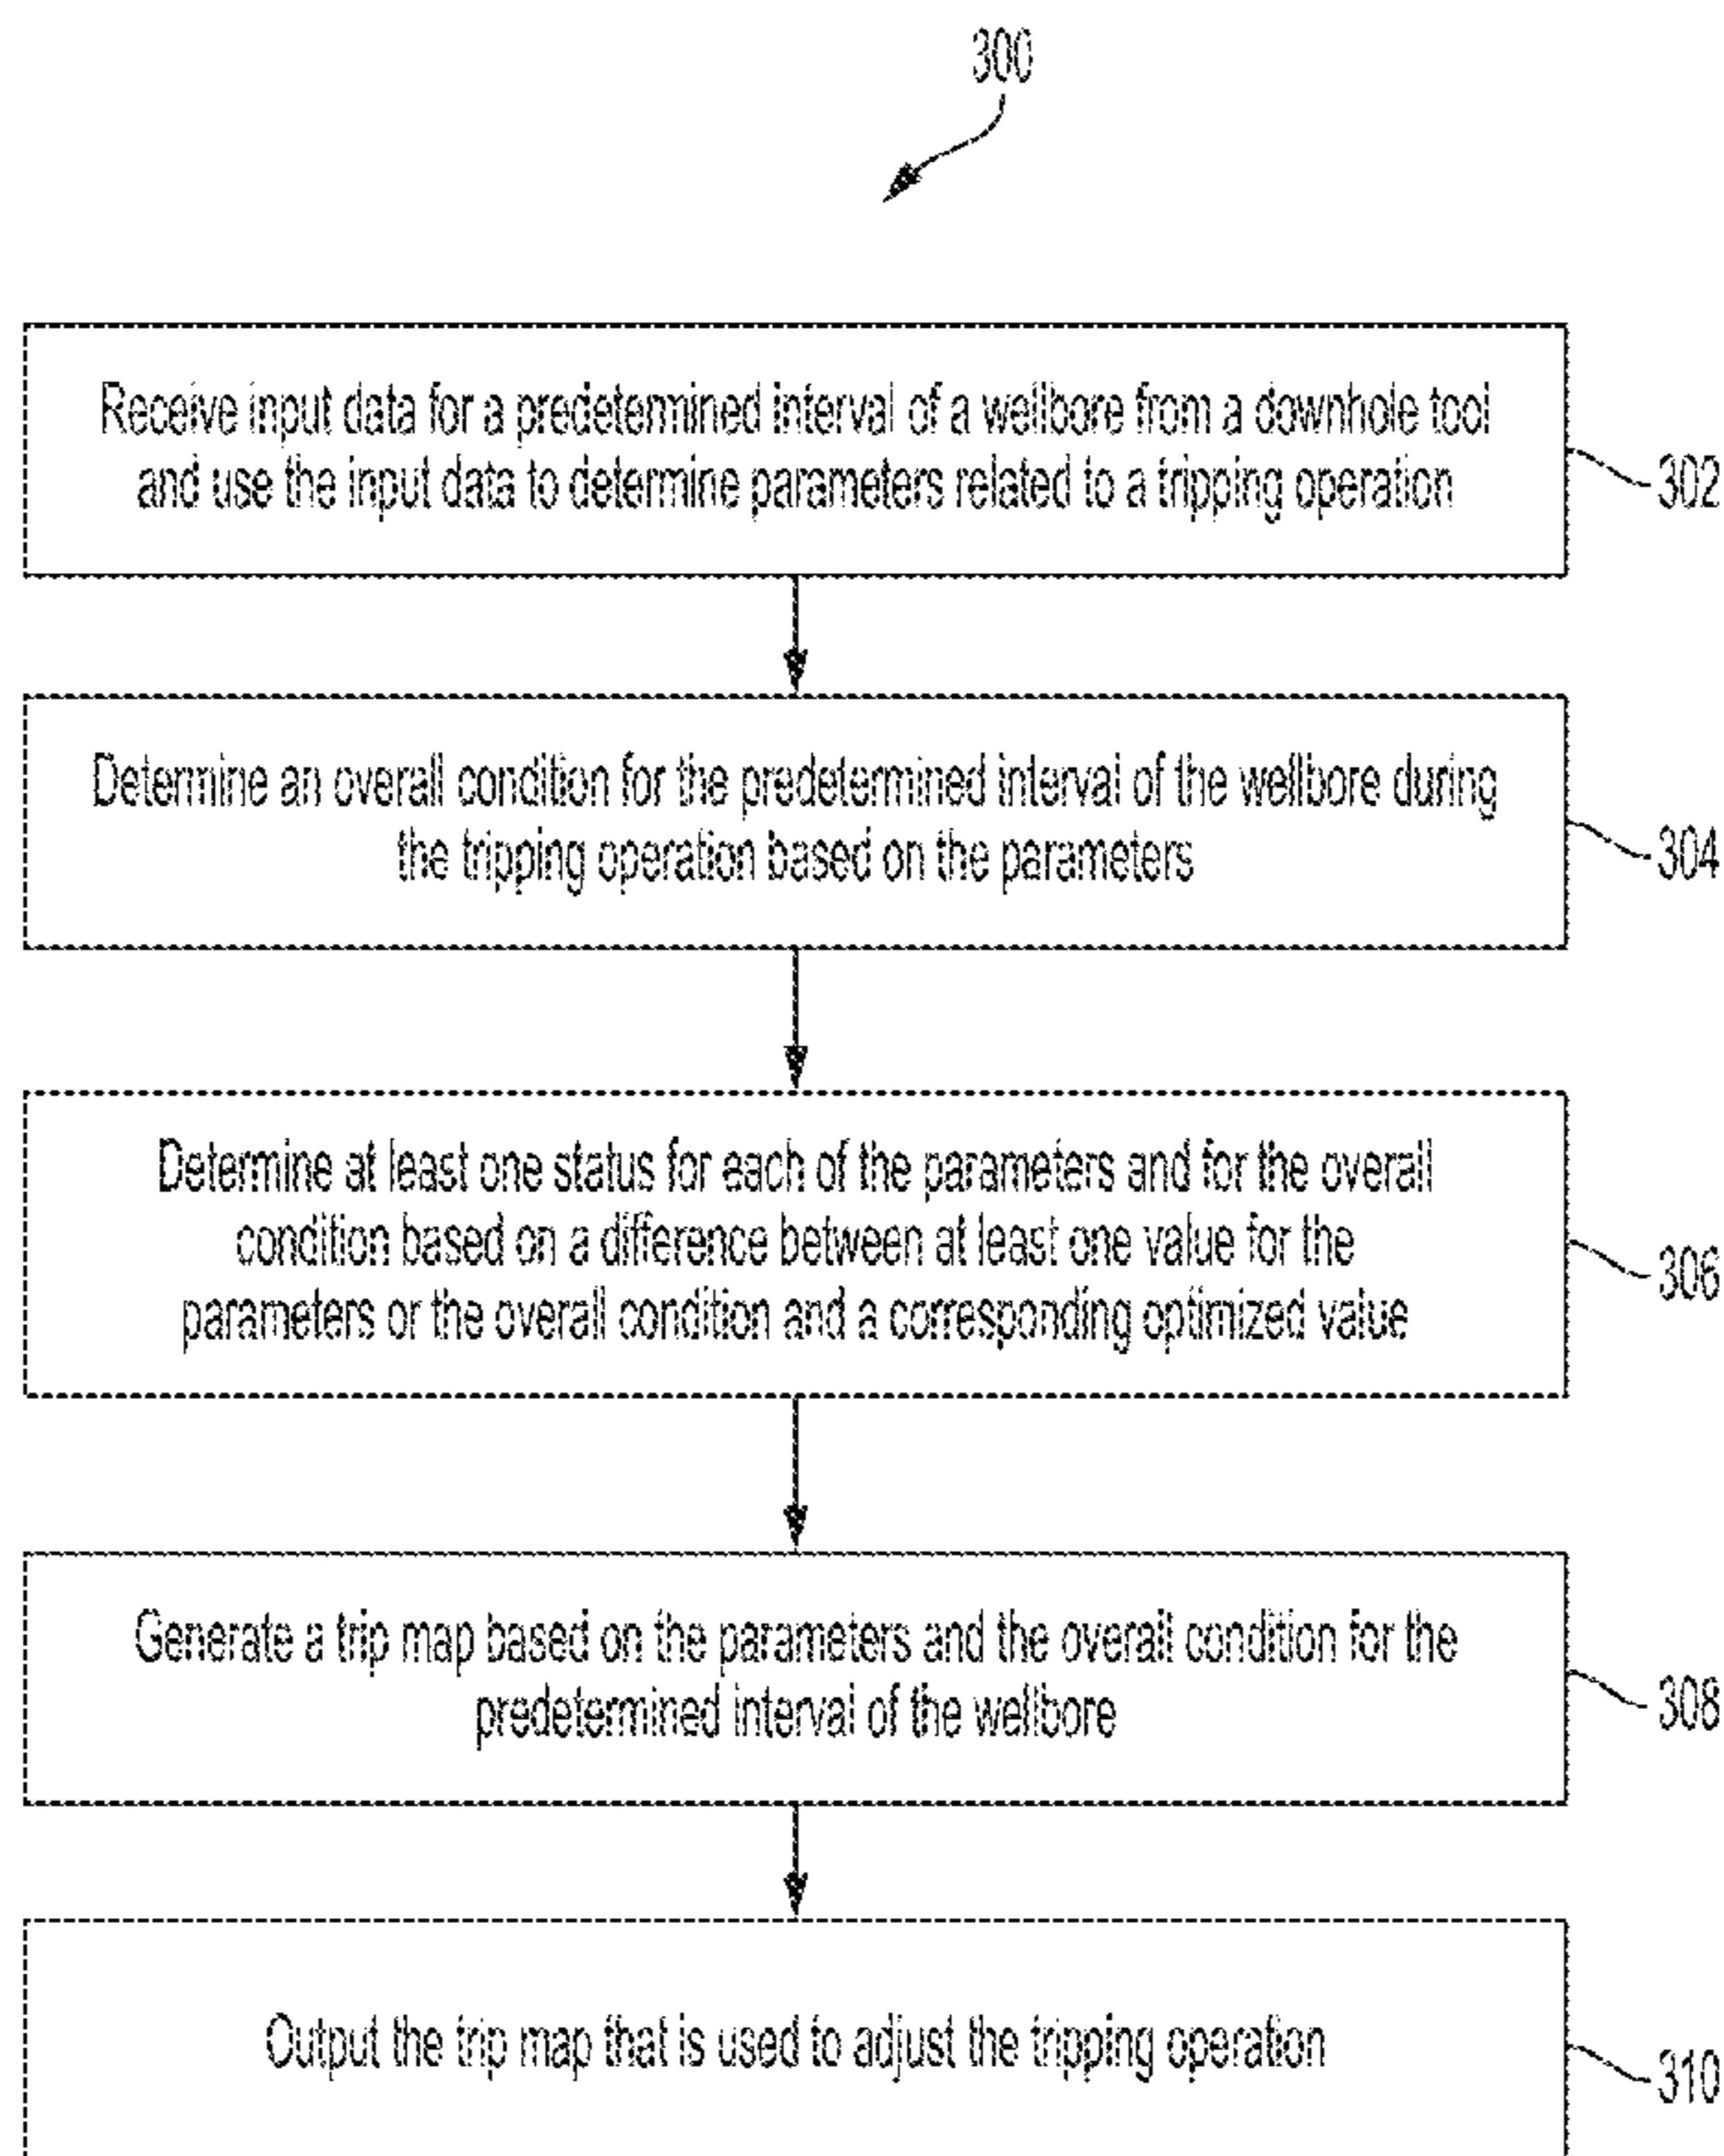 300
Receive input data for a predetermined interval of a wellbore from a downhole tool
and use the input data to determine parameters related to a tripping operation
302
Determine an overall condition for the predetermined interval of the wellbore during
the tripping operation based on the parameters
304
Determine at least one status for each of the parameters and for the overall
condition based on a difference between at least one value for the
parameters or the overall condition and a corresponding optimized value
306
Generate a trip map based on the parameters and the overall condition for the
predetermined interval of the wellbore
308
Output the trip map that is used to adjust the tripping operation
310